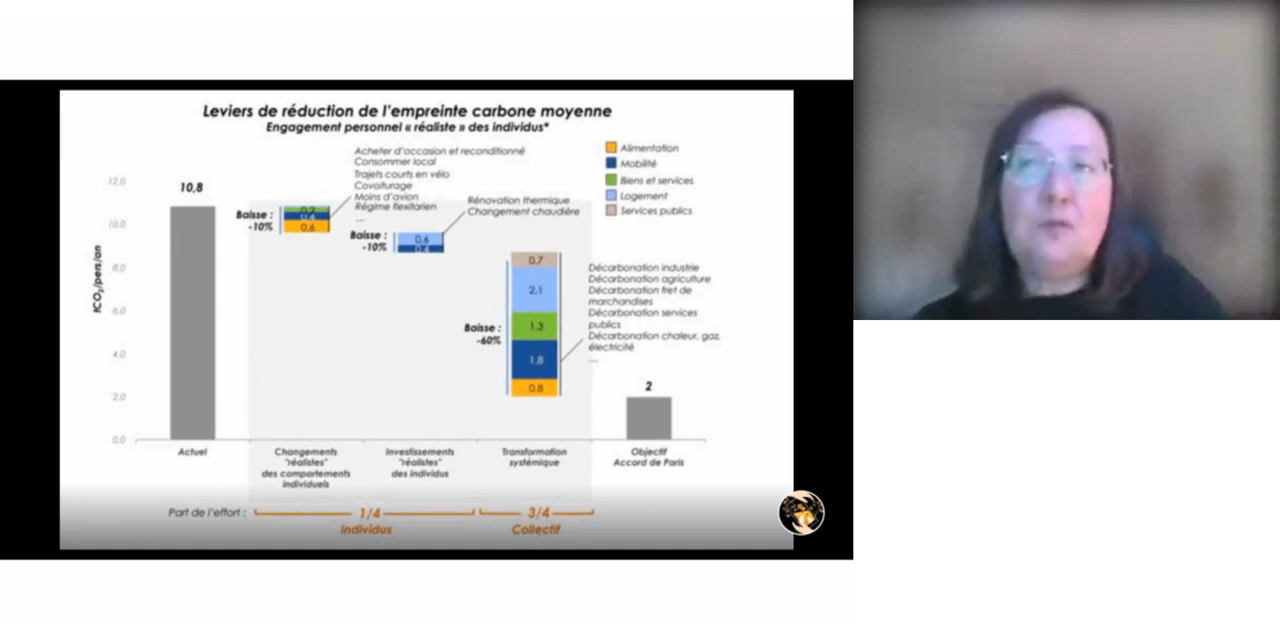 Leviers de réduction de l'empreinte carbone moyenne
Engagement personnel « réaliste » des individus*
Acheter d'occasion et reconditionné
Consommer local
Trajets courts en vélo
Covoiturage
Moins d'avion
Régime flexitarien
...
Rénovation thermique
Changement chaudière
Alimentation
Mobilité
Biens et services
Logement
Services publics
tCO₂/pers/an
12,0
10,0
8,0
6,0
4,0
2,0
0,0
10,8
Baisse :
-10%
0,4
0,6
Baisse :
-10%
0,6
0,4
Baisse :
-60%
0,7
2,1
1,3
1,8
0,8
Décarbonation industrie
Décarbonation agriculture
Décarbonation fret de
marchandises
Décarbonation services
publics
Décarbonation chaleur, gaz,
électricité
...
2
Actuel
Changements
"réalistes"
des comportements
individuels
Investissements
"réalistes"
des individus
Transformation
systémique
Objectif
Accord de Paris
Part de l'effort :
1/4
Individus
3/4
Collectif